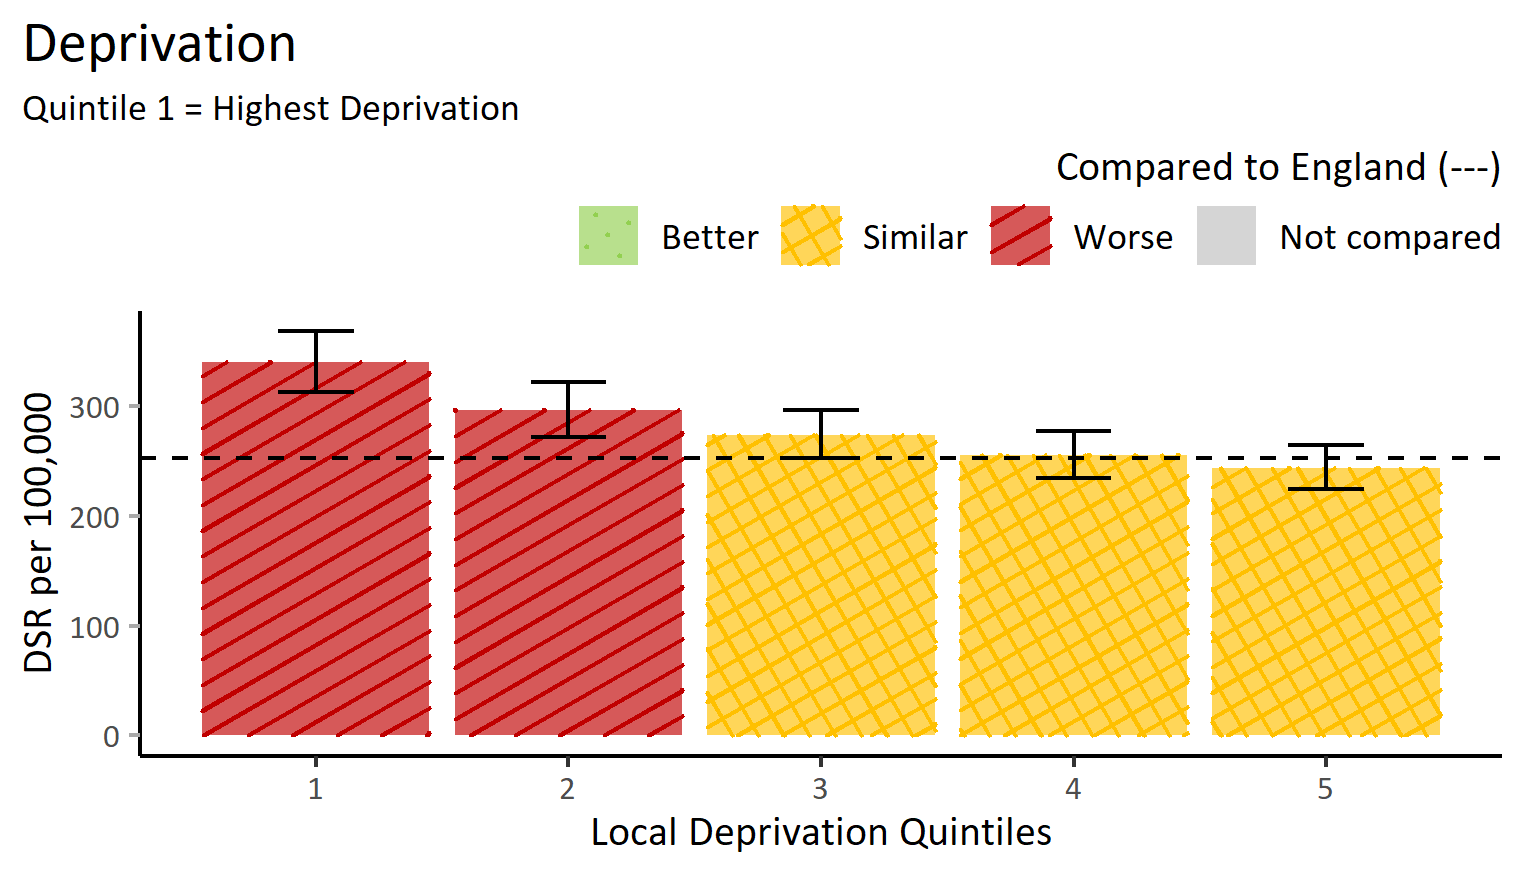 Deprivation
Quintile 1 = Highest Deprivation
Compared to England (---)
Better Similar Worse Not compared
DSR per 100,000
300
200
100
0
1 2 3 4 5
Local Deprivation Quintiles